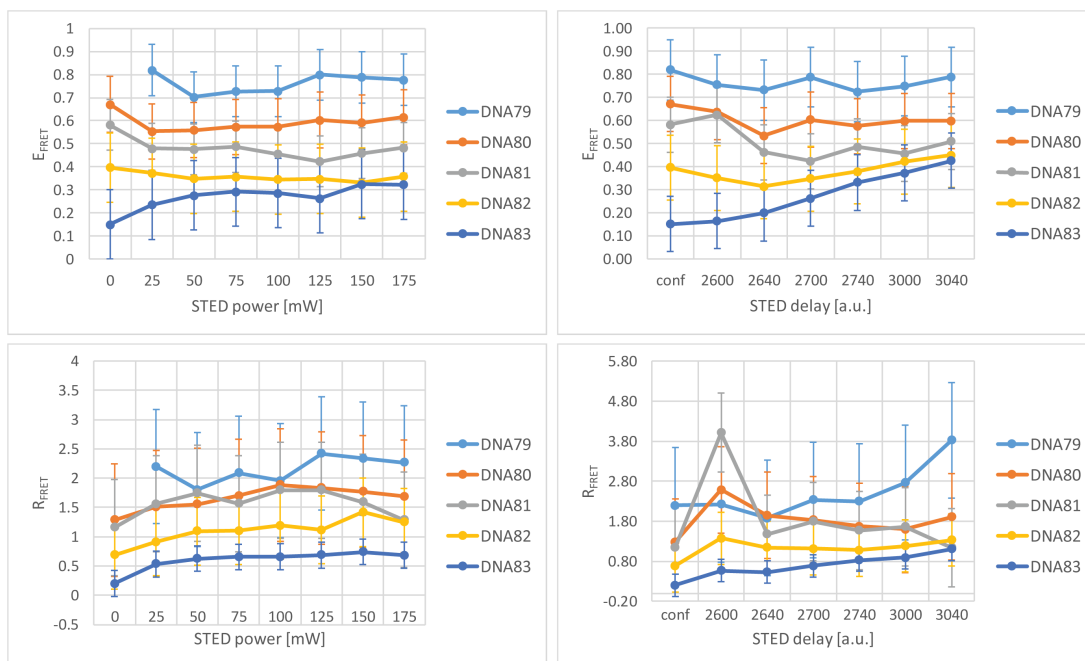 1
0.9
0.8
0.7
0.6
0.5
0.4
0.3
0.2
0.1
0
E_FRET
0 25 50 75 100 125 150 175
STED power [mW]
DNA79
DNA80
DNA81
DNA82
DNA83
1.00
0.90
0.80
0.70
0.60
0.50
0.40
0.30
0.20
0.10
0.00
E_FRET
conf 2600 2640 2700 2740 3000 3040
STED delay [a.u.]
DNA79
DNA80
DNA81
DNA82
DNA83
4
3.5
3
2.5
2
1.5
1
0.5
0
-0.5
R_FRET
0 25 50 75 100 125 150 175
STED power [mW]
DNA79
DNA80
DNA81
DNA82
DNA83
5.80
4.80
3.80
2.80
1.80
0.80
-0.20
R_FRET
conf 2600 2640 2700 2740 3000 3040
STED delay [a.u.]
DNA79
DNA80
DNA81
DNA82
DNA83